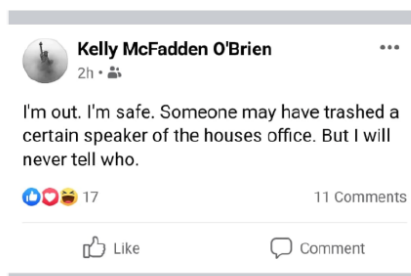 Kelly McFadden O'Brien
2h
I'm out. I'm safe. Someone may have trashed a
certain speaker of the houses office. But I will
never tell who.
17
11 Comments
Like
Comment